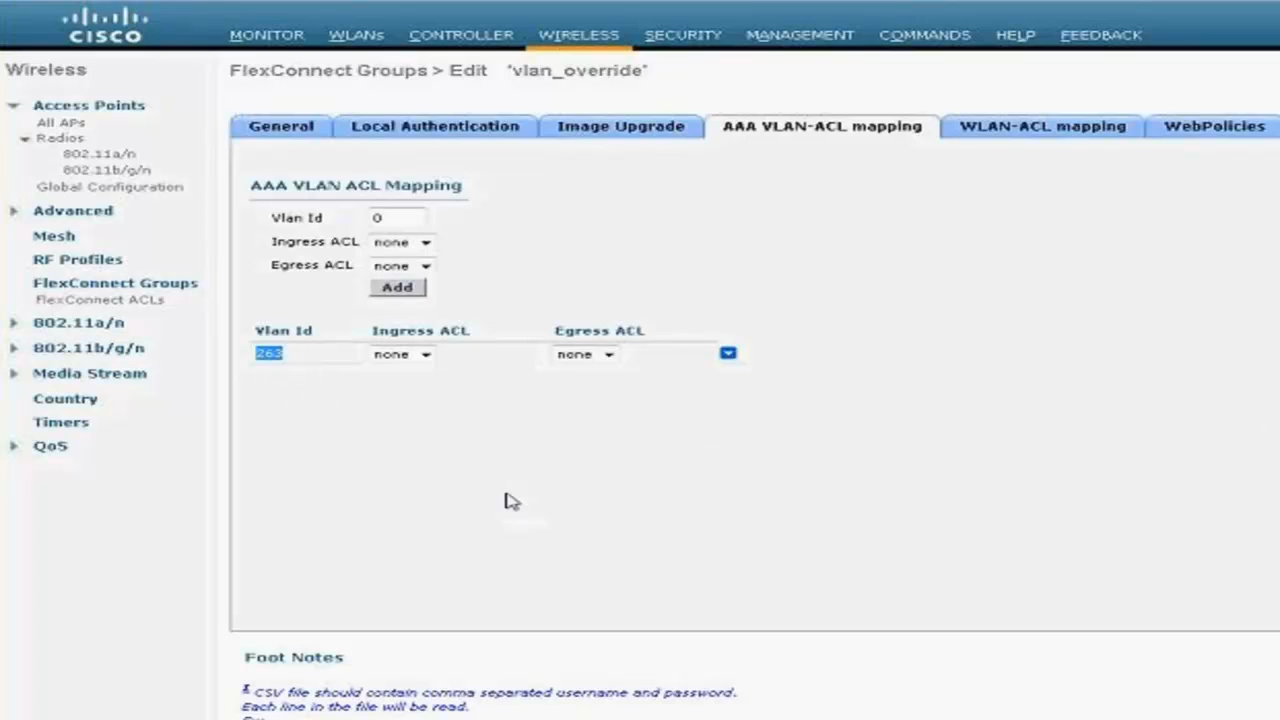 CISCO
MONITOR WLANs CONTROLLER WIRELESS SECURITY MANAGEMENT COMMANDS HELP FEEDBACK
Wireless
Access Points
All APs
Radios
802.11a/n
802.11b/g/n
Global Configuration
Advanced
Mesh
RF Profiles
FlexConnect Groups
FlexConnect ACLs
802.11a/n
802.11b/g/n
Media Stream
Country
Timers
QoS
FlexConnect Groups > Edit 'vlan_override'
General Local Authentication Image Upgrade AAA VLAN-ACL mapping WLAN-ACL mapping WebPolicies
AAA VLAN ACL Mapping
Vlan Id 0
Ingress ACL none
Egress ACL none
Add
Vlan Id Ingress ACL Egress ACL
263 none none
Foot Notes
1 CSV file should contain comma separated username and password.
Each line in the file will be read.